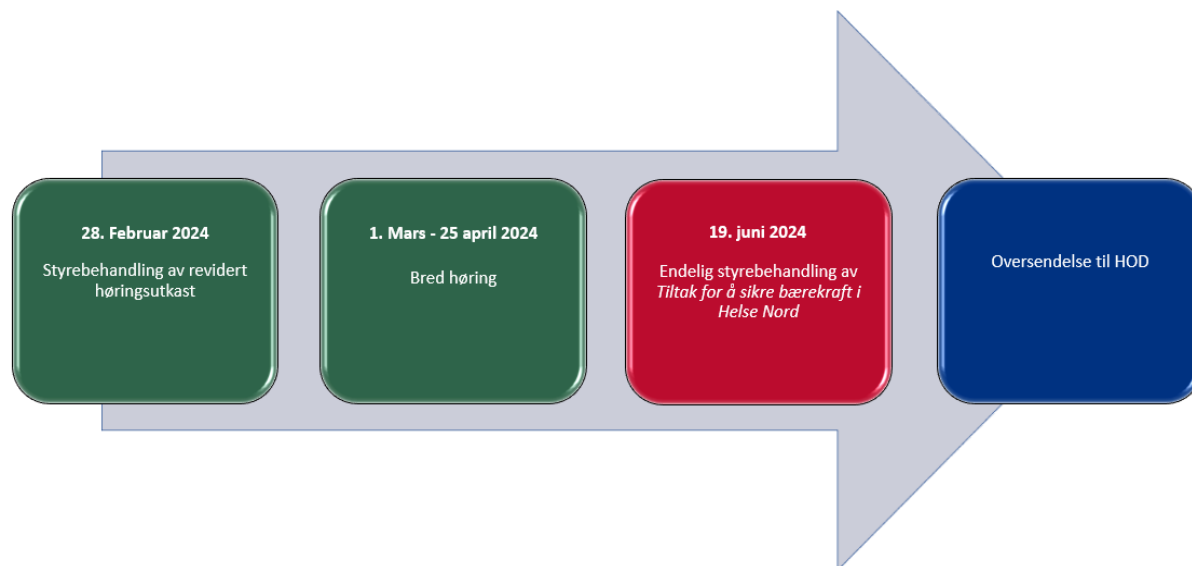 28. Februar 2024
Styrebehandling av revidert
høringsutkast
1. Mars - 25 april 2024
Bred høring
19. juni 2024
Endelig styrebehandling av
Tiltak for å sikre bærekraft i
Helse Nord
Oversendelse til HOD